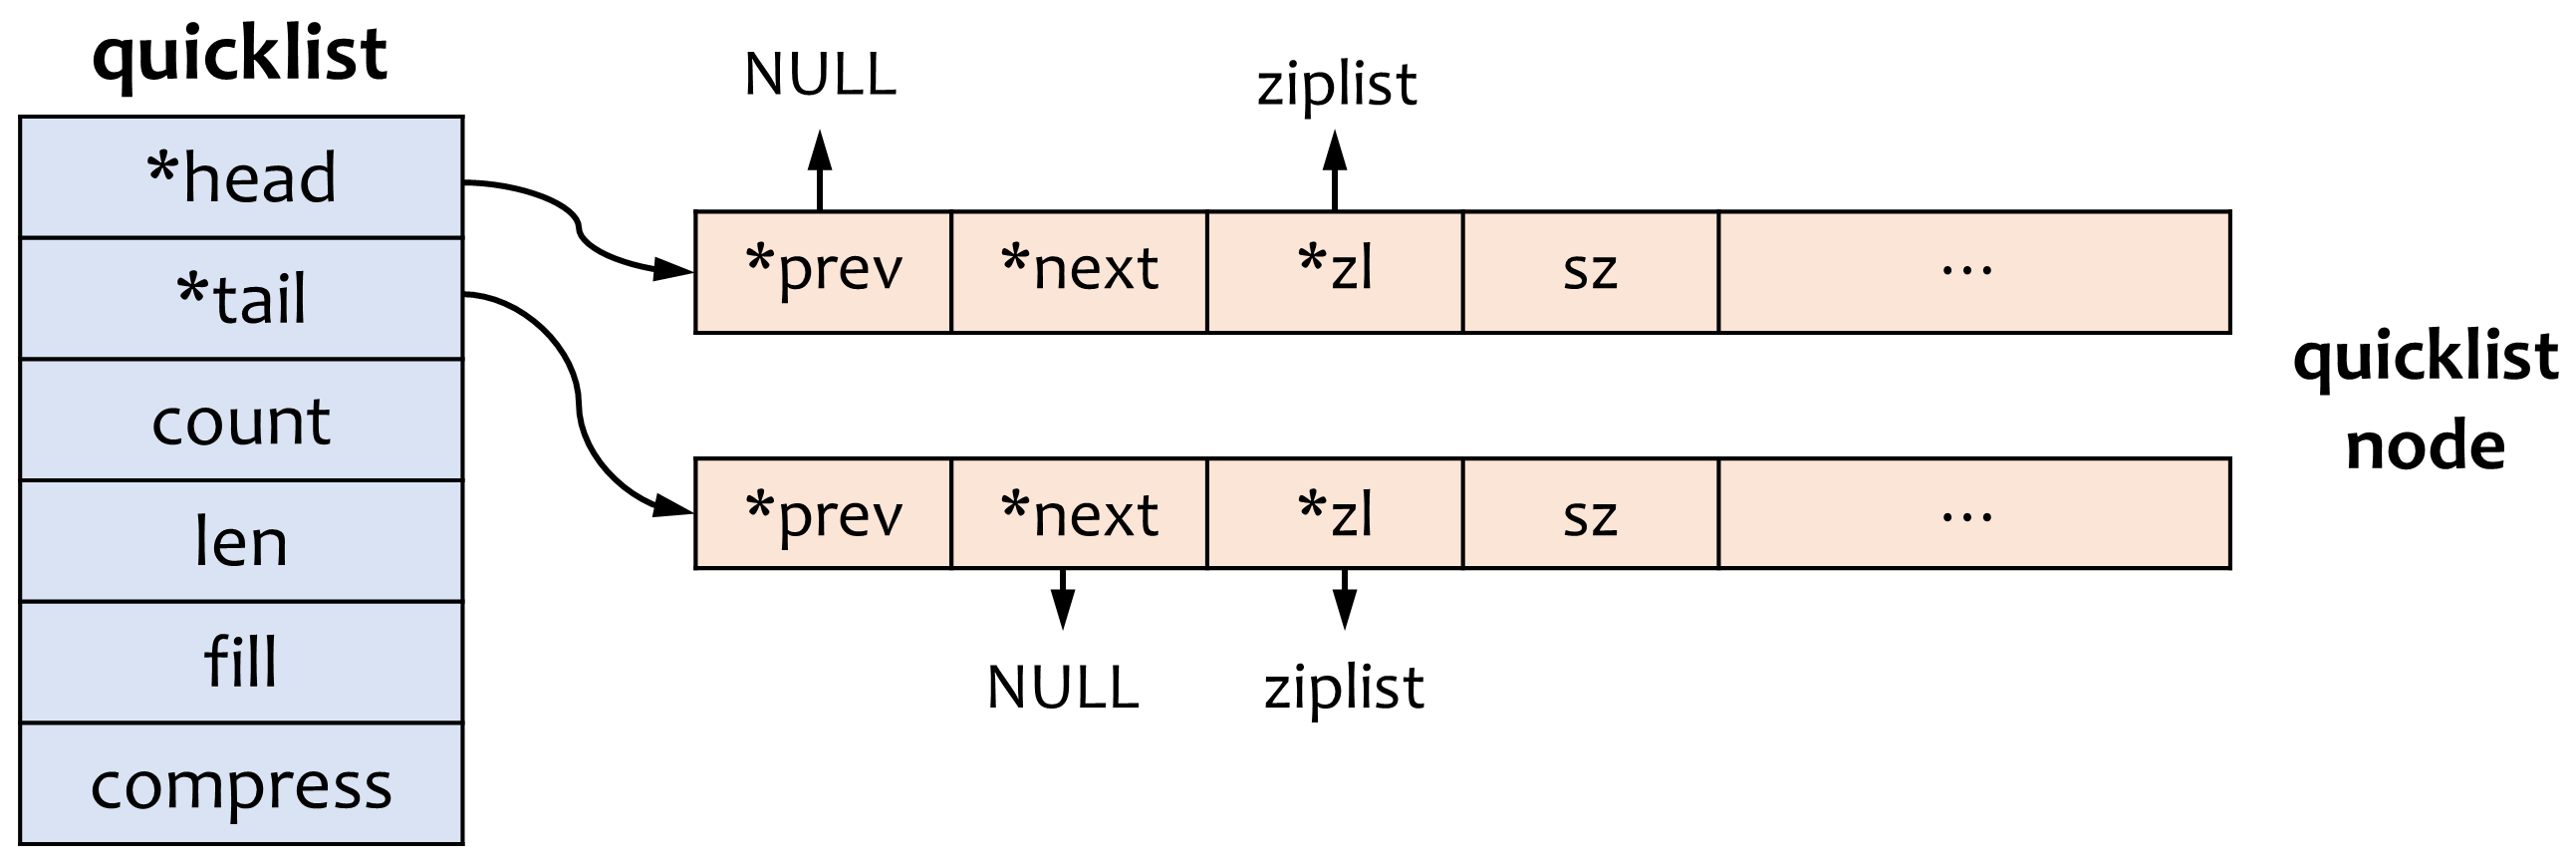 quicklist
*head
*tail
count
len
fill
compress
NULL
ziplist
*prev *next *zl sz ...
*prev *next *zl sz ...
NULL
ziplist
quicklist
node